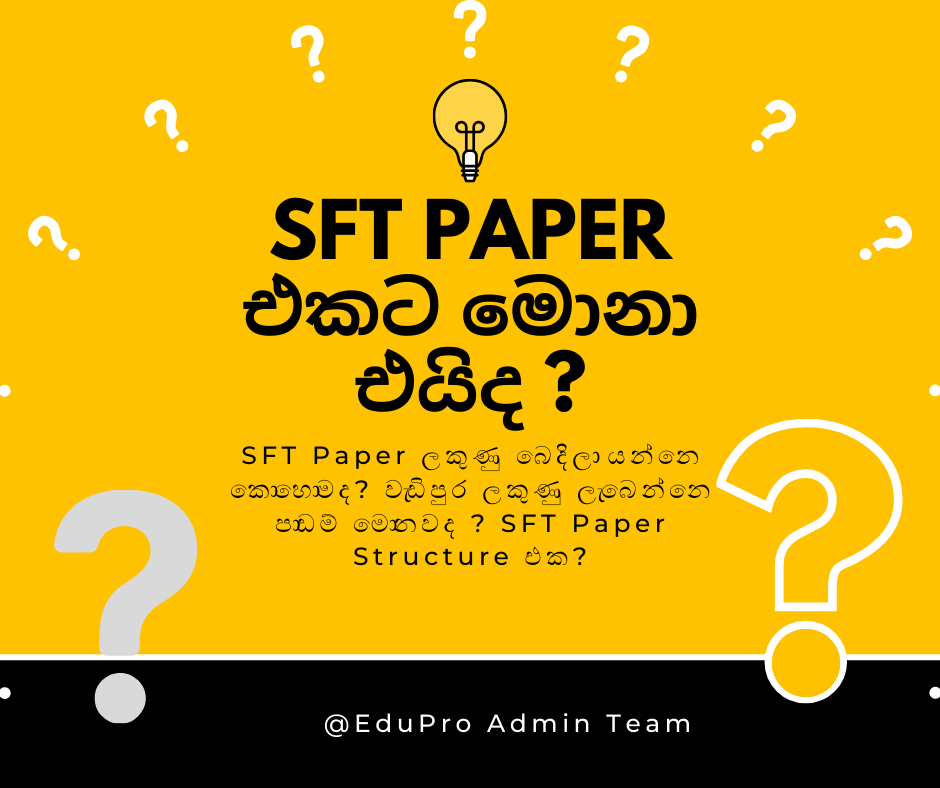 SFT PAPER
එකට මොනා
එයිද ?
SFT Paper ලකුණු බෙදිලා යන්නෙ
කොහොමද? වැඩිපුර ලකුණු ලැබෙන්නෙ
පාඩම් මොනවද ? SFT Paper
Structure එක?
@EduPro Admin Team